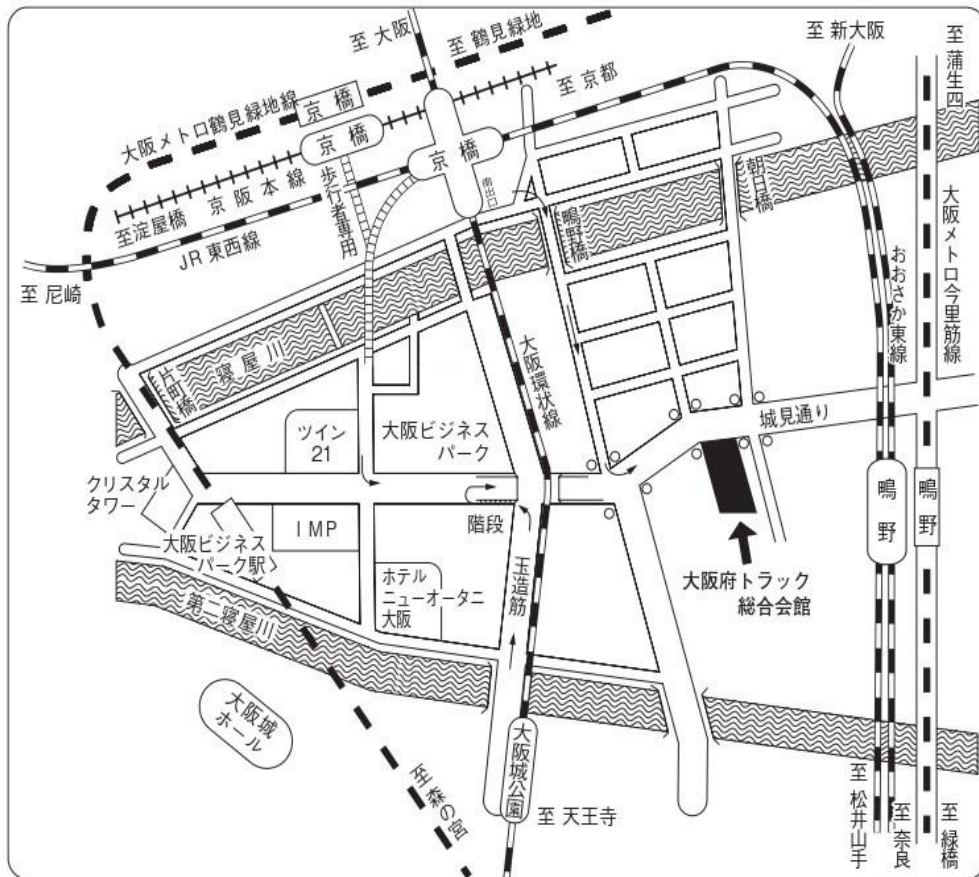 至 大阪
至 鶴見緑地
至 新大阪
至 蒲生四
大阪メトロ鶴見緑地線
京橋
至 京都
京橋
京橋
南出口
至淀屋橋
京阪本線
歩行者専用
JR東西線
至 尼崎
鴫野橋
朝日橋
おおさか東線
大阪メトロ今里筋線
寝屋川
片町橋
大阪環状線
城見通り
ツイン
21
大阪ビジネス
パーク
クリスタル
タワー
IMP
階段
大阪ビジネス
パーク駅
ホテル
ニューオータニ
大阪
玉造筋
鴫野
鴫野
大阪府トラック
総合会館
第二寝屋川
大阪城
ホール
大阪城公園
至 森の宮
至 天王寺
至 松井山手
至 奈良
至 緑橋